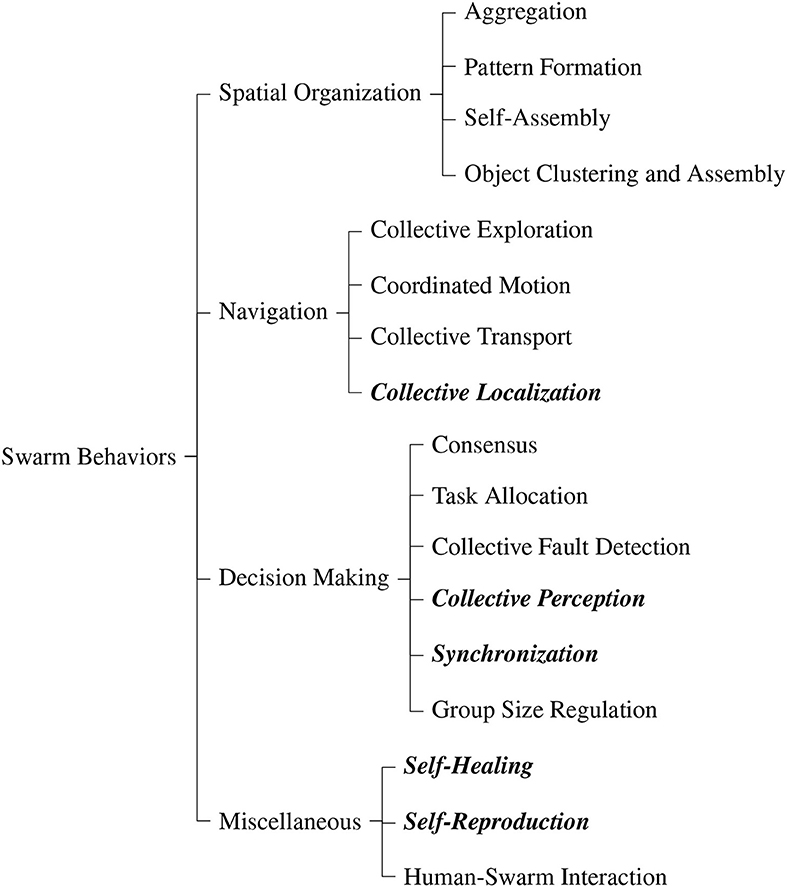 Swarm Behaviors
Spatial Organization
Aggregation
Pattern Formation
Self-Assembly
Object Clustering and Assembly
Navigation
Collective Exploration
Coordinated Motion
Collective Transport
Collective Localization
Decision Making
Consensus
Task Allocation
Collective Fault Detection
Collective Perception
Synchronization
Group Size Regulation
Miscellaneous
Self-Healing
Self-Reproduction
Human-Swarm Interaction